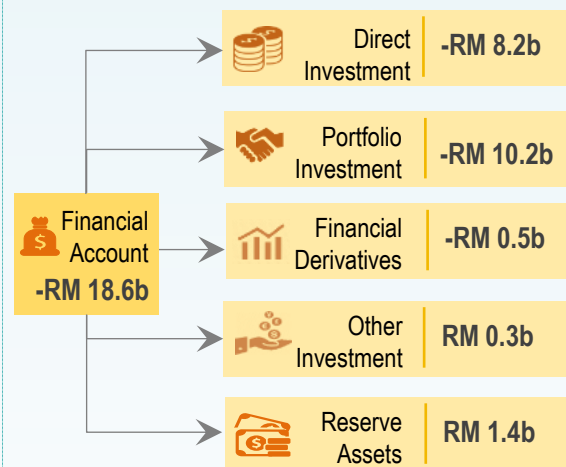 Financial
Account
-RM 18.6b
Direct
Investment
-RM 8.2b
Portfolio
Investment
-RM 10.2b
Financial
Derivatives
-RM 0.5b
Other
Investment
RM 0.3b
Reserve
Assets
RM 1.4b